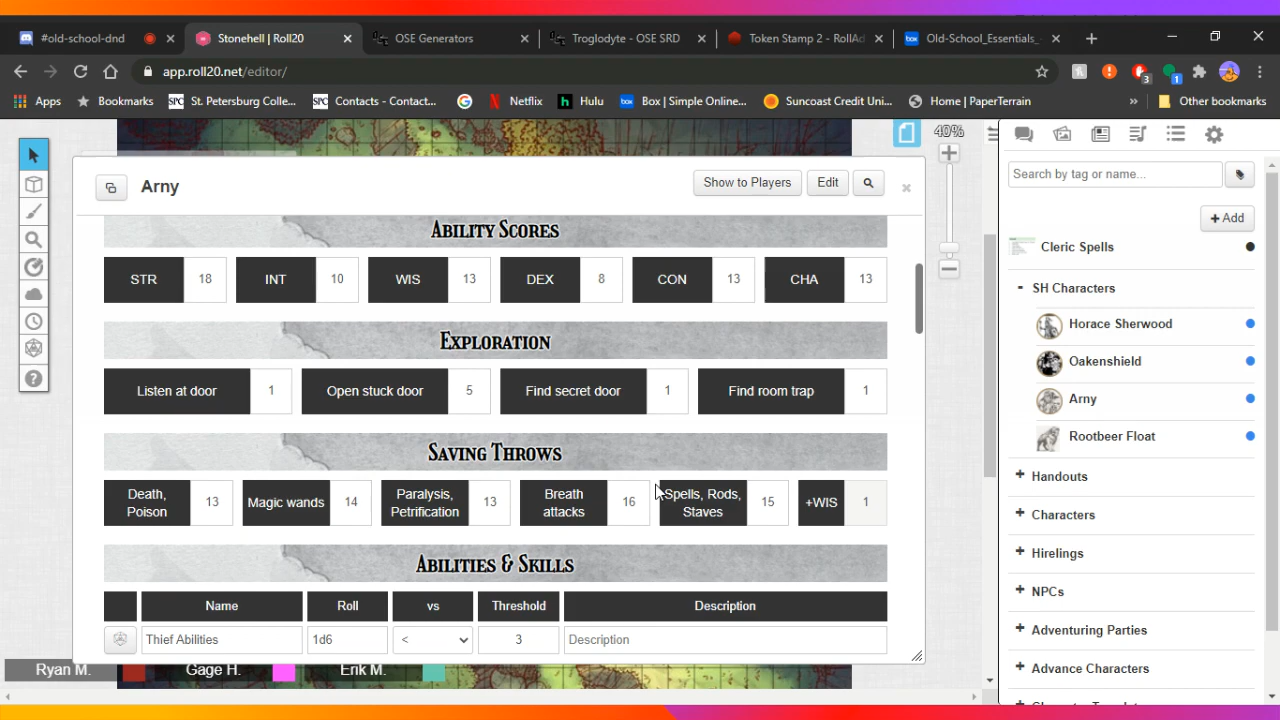 #old-school-dnd
Stonehell | Roll20
OSE Generators
Troglodyte - OSE SRD
Token Stamp 2 - RollAd
Old-School_Essentials_
app.roll20.net/editor/
3
1
Apps
Bookmarks
SPC
St. Petersburg Colle...
SPC
Contacts - Contact...
Netflix
h
Hulu
box
Box | Simple Online...
Suncoast Credit Uni...
Home | PaperTerrain
»
Other bookmarks
40%
Arny
Show to Players
Edit
Search by tag or name...
+ Add
Cleric Spells
- SH Characters
Horace Sherwood
Oakenshield
Arny
Rootbeer Float
+ Handouts
+ Characters
+ Hirelings
+ NPCs
+ Adventuring Parties
+ Advance Characters
Ability Scores
STR 18 INT 10 WIS 13 DEX 8 CON 13 CHA 13
Exploration
Listen at door 1 Open stuck door 5 Find secret door 1 Find room trap 1
Saving Throws
Death, Poison 13 Magic wands 14 Paralysis, Petrification 13 Breath attacks 16 Spells, Rods, Staves 15 +WIS 1
Abilities & Skills
Name Roll vs Threshold Description
Thief Abilities 1d6 < 3 Description
Ryan M. Gage H. Erik M.